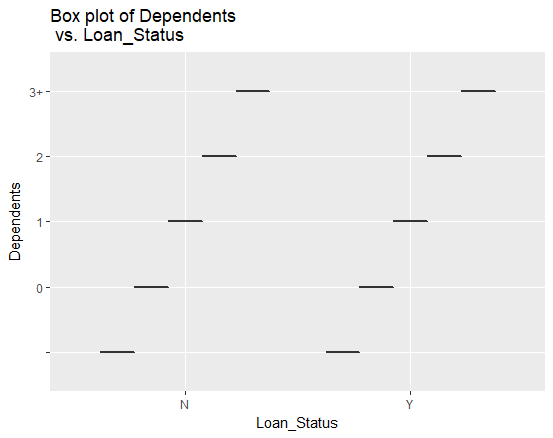 Box plot of Dependents
vs. Loan_Status
3+
2
1
0
Dependents
N
Y
Loan_Status